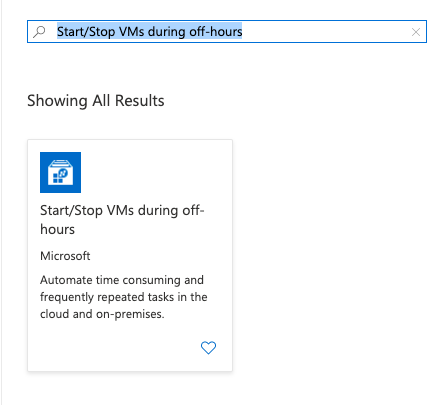 Start/Stop VMs during off-hours
Showing All Results
Start/Stop VMs during off-
hours
Microsoft
Automate time consuming and
frequently repeated tasks in the
cloud and on-premises.